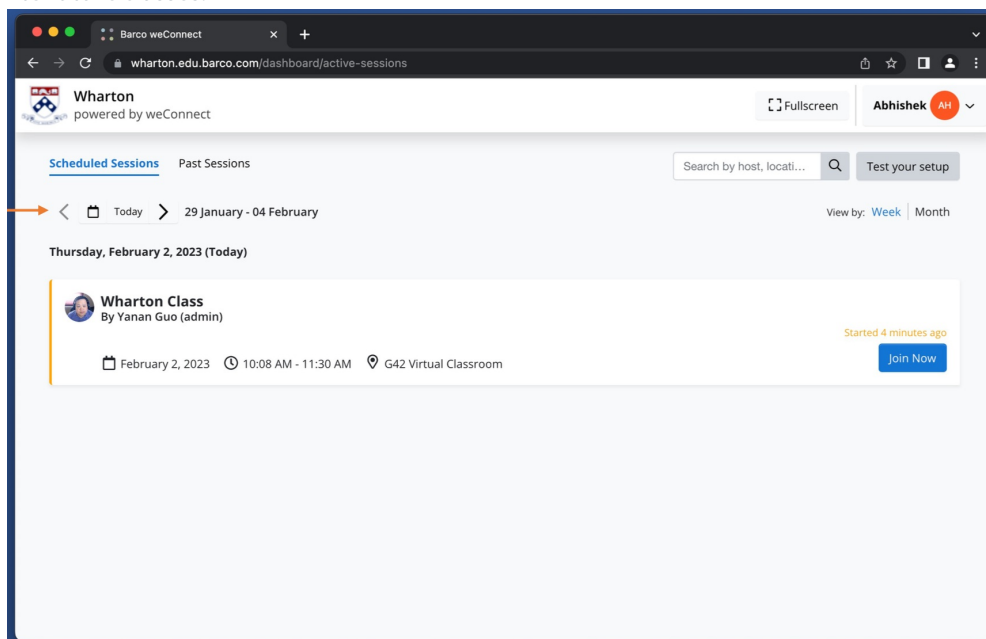 Barco weConnect
wharton.edu.barco.com/dashboard/active-sessions
Wharton
powered by weConnect
Fullscreen
Abhishek AH
Scheduled Sessions Past Sessions
Search by host, locati...
Test your setup
Today 29 January - 04 February
View by: Week Month
Thursday, February 2, 2023 (Today)
Wharton Class
By Yanan Guo (admin)
Started 4 minutes ago
February 2, 2023 10:08 AM - 11:30 AM G42 Virtual Classroom
Join Now